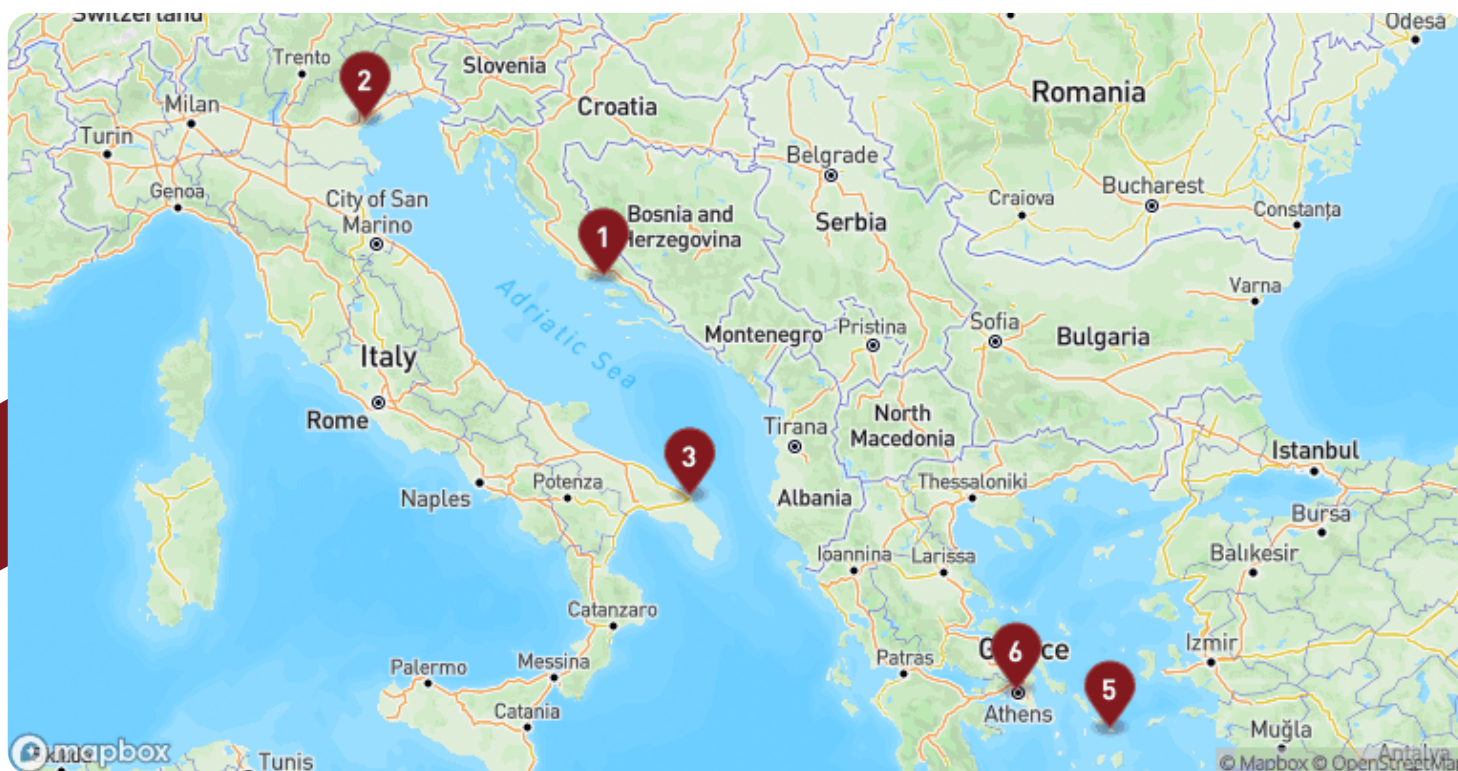 Switzerland
Odesa
Trento
2
Slovenia
Milan
Croatia
Romania
Turin
Belgrade
Genoa
City of San
Marino
Bosnia and
Herzegovina
Craiova
Bucharest
Serbia
Constanța
1
Adriatic Sea
Varna
Montenegro
Pristina
Sofia
Bulgaria
Italy
Rome
North
Macedonia
Tirana
Istanbul
3
Naples
Potenza
Albania
Thessaloniki
Bursa
Ioannina
Larissa
Balıkesir
Catanzaro
Palermo
Messina
Patras
6
Izmir
5
Athens
Catania
Muğla
mapbox
Tunis
Antalya
© Mapbox © OpenStreetMap